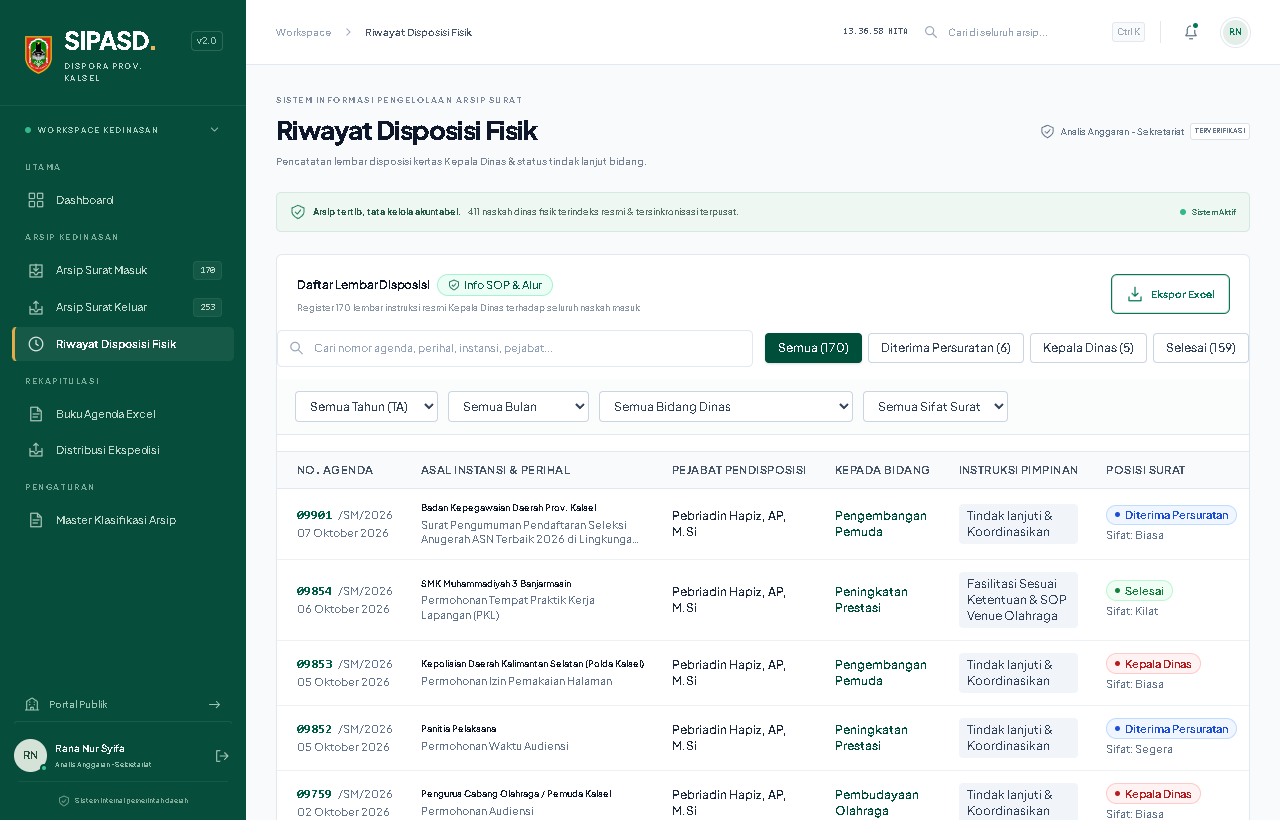 SIPASD.
v2.0
DISPORA PROV.
KALSEL
WORKSPACE KEDINASAN
UTAMA
Dashboard
ARSIP KEDINASAN
Arsip Surat Masuk 170
Arsip Surat Keluar 253
Riwayat Disposisi Fisik
REKAPITULASI
Buku Agenda Excel
Distribusi Ekspedisi
PENGATURAN
Master Klasifikasi Arsip
Portal Publik
RN
Rana Nur Syifa
Analis Anggaran - Sekretariat
Sistem internal pemerintah daerah
Workspace > Riwayat Disposisi Fisik
13.36.58 WITA
Cari di seluruh arsip...
Ctrl K
RN
SISTEM INFORMASI PENGELOLAAN ARSIP SURAT
Riwayat Disposisi Fisik
Pencatatan lembar disposisi kertas Kepala Dinas & status tindak lanjut bidang.
Analis Anggaran - Sekretariat TERVERIFIKASI
Arsip tertib, tata kelola akuntabel. 411 naskah dinas fisik terindeks resmi & tersinkronisasi terpusat.
Sistem Aktif
Daftar Lembar Disposisi Info SOP & Alur
Register 170 lembar instruksi resmi Kepala Dinas terhadap seluruh naskah masuk
Ekspor Excel
Cari nomor agenda, perihal, instansi, pejabat...
Semua (170) Diterima Persuratan (6) Kepala Dinas (5) Selesai (159)
Semua Tahun (TA) Semua Bulan Semua Bidang Dinas Semua Sifat Surat
NO. AGENDA ASAL INSTANSI & PERIHAL PEJABAT PENDISPOSISI KEPADA BIDANG INSTRUKSI PIMPINAN POSISI SURAT
09901 /SM/2026
07 Oktober 2026
Badan Kepegawaian Daerah Prov. Kalsel
Surat Pengumuman Pendaftaran Seleksi
Anugerah ASN Terbaik 2026 di Lingkunga...
Pebriadin Hapiz, AP,
M.Si
Pengembangan
Pemuda
Tindak lanjuti &
Koordinasikan
Diterima Persuratan
Sifat: Biasa
09854 /SM/2026
06 Oktober 2026
SMK Muhammadiyah 3 Banjarmasin
Permohonan Tempat Praktik Kerja
Lapangan (PKL)
Pebriadin Hapiz, AP,
M.Si
Peningkatan
Prestasi
Fasilitasi Sesuai
Ketentuan & SOP
Venue Olahraga
Selesai
Sifat: Kilat
09853 /SM/2026
05 Oktober 2026
Kepolisian Daerah Kalimantan Selatan (Polda Kalsel)
Permohonan Izin Pemakaian Halaman
Pebriadin Hapiz, AP,
M.Si
Pengembangan
Pemuda
Tindak lanjuti &
Koordinasikan
Kepala Dinas
Sifat: Biasa
09852 /SM/2026
05 Oktober 2026
Panitia Pelaksana
Permohonan Waktu Audiensi
Pebriadin Hapiz, AP,
M.Si
Peningkatan
Prestasi
Tindak lanjuti &
Koordinasikan
Diterima Persuratan
Sifat: Segera
09759 /SM/2026
02 Oktober 2026
Pengurus Cabang Olahraga / Pemuda Kalsel
Permohonan Audiensi
Pebriadin Hapiz, AP,
M.Si
Pembudayaan
Olahraga
Tindak lanjuti &
Koordinasikan
Kepala Dinas
Sifat: Biasa